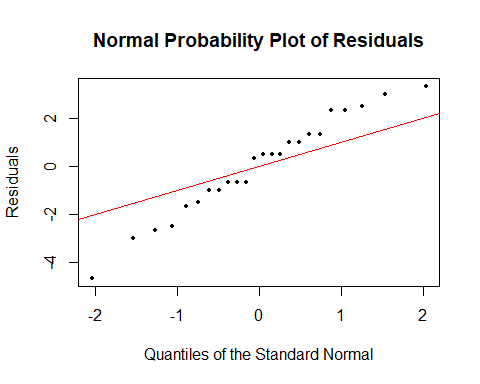 Normal Probability Plot of Residuals
Residuals
2
0
-2
-4
-2 -1 0 1 2
Quantiles of the Standard Normal